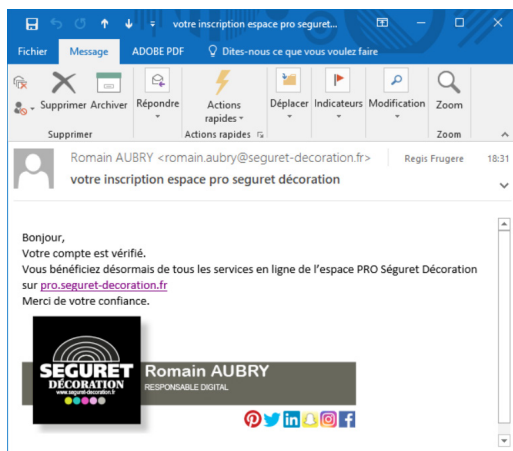 votre inscription espace pro seguret...
Fichier Message ADOBE PDF Dites-nous ce que vous voulez faire
Supprimer Archiver Répondre Actions rapides Déplacer Indicateurs Modification Zoom
Supprimer Actions rapides Zoom
Romain AUBRY <romain.aubry@seguret-decoration.fr> Regis Frugere 18:31
votre inscription espace pro seguret décoration
Bonjour,
Votre compte est vérifié.
Vous bénéficiez désormais de tous les services en ligne de l'espace PRO Séguret Décoration
sur pro.seguret-decoration.fr
Merci de votre confiance.
SEGURET
DÉCORATION
www.seguret-decoration.fr
Romain AUBRY
RESPONSABLE DIGITAL